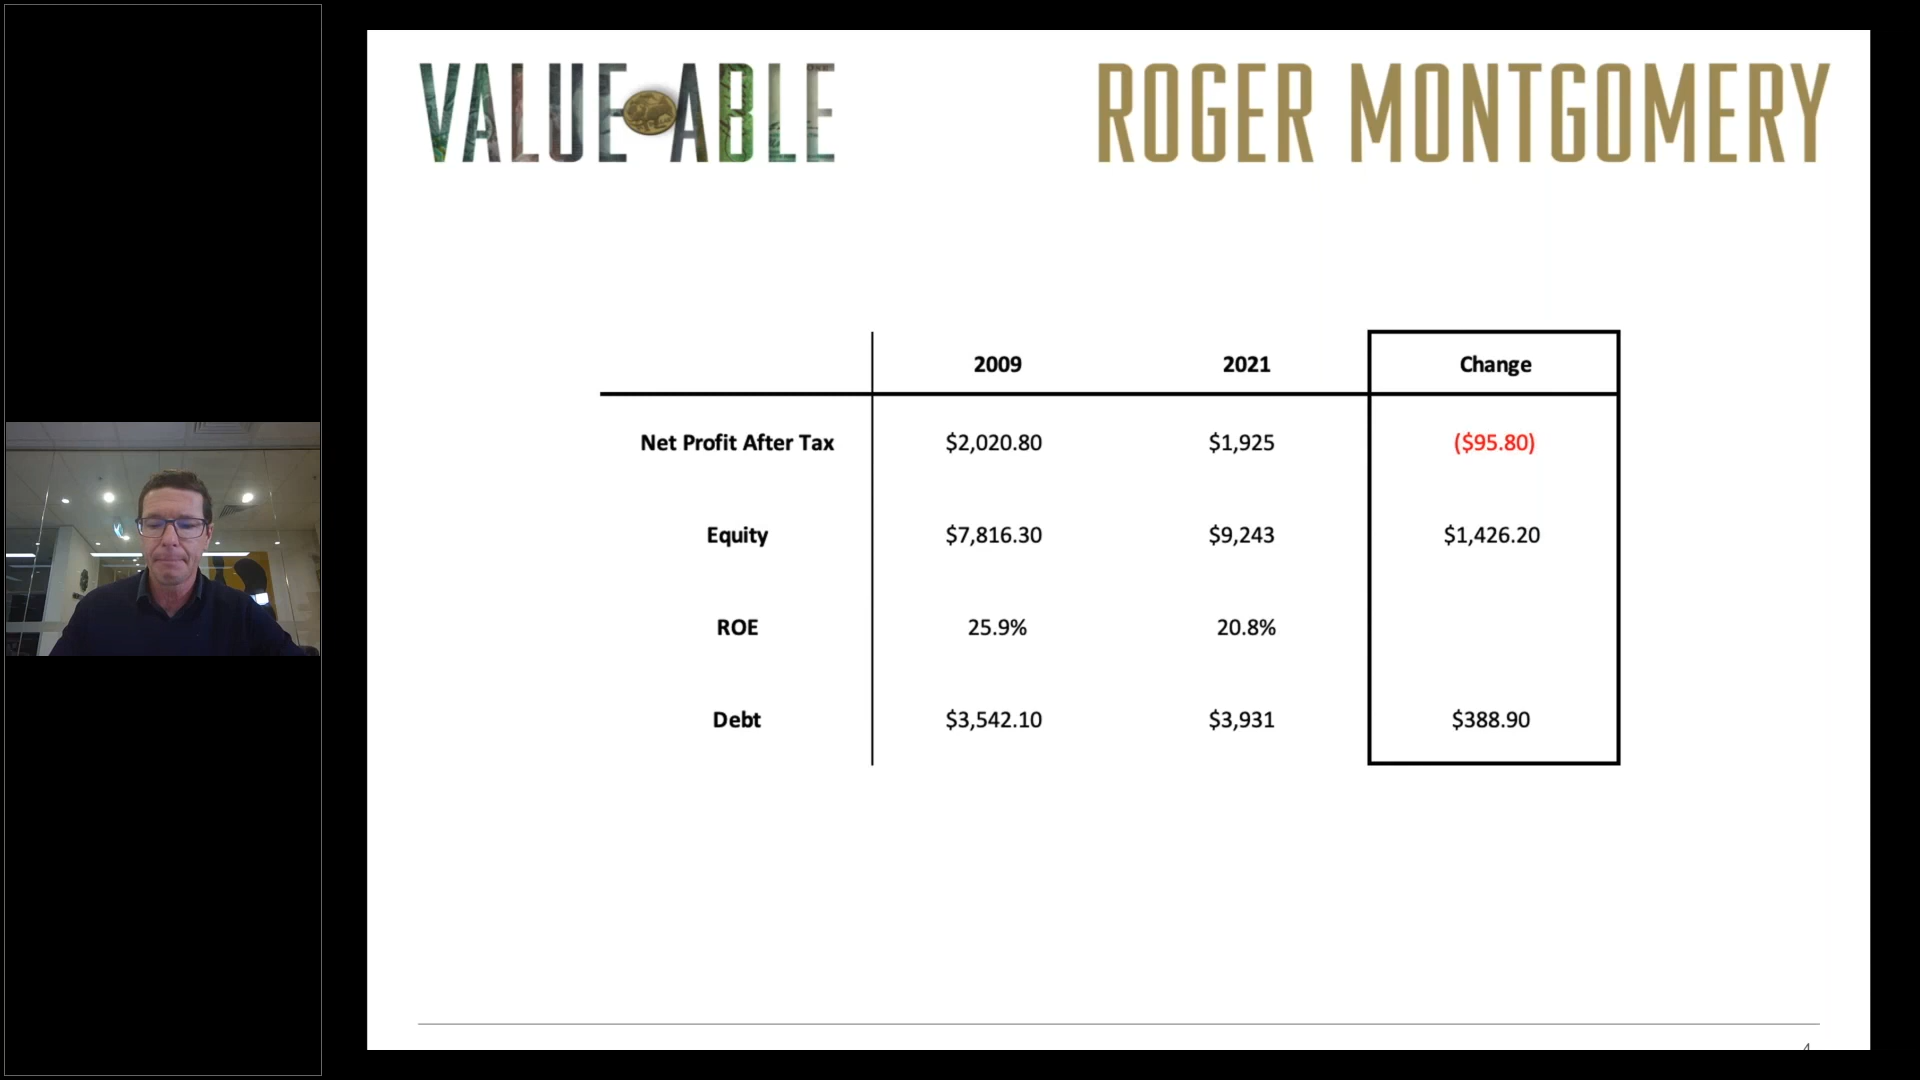 VALUE ABLE
ROGER MONTGOMERY
2009 2021 Change
Net Profit After Tax $2,020.80 $1,925 ($95.80)
Equity $7,816.30 $9,243 $1,426.20
ROE 25.9% 20.8%
Debt $3,542.10 $3,931 $388.90
4